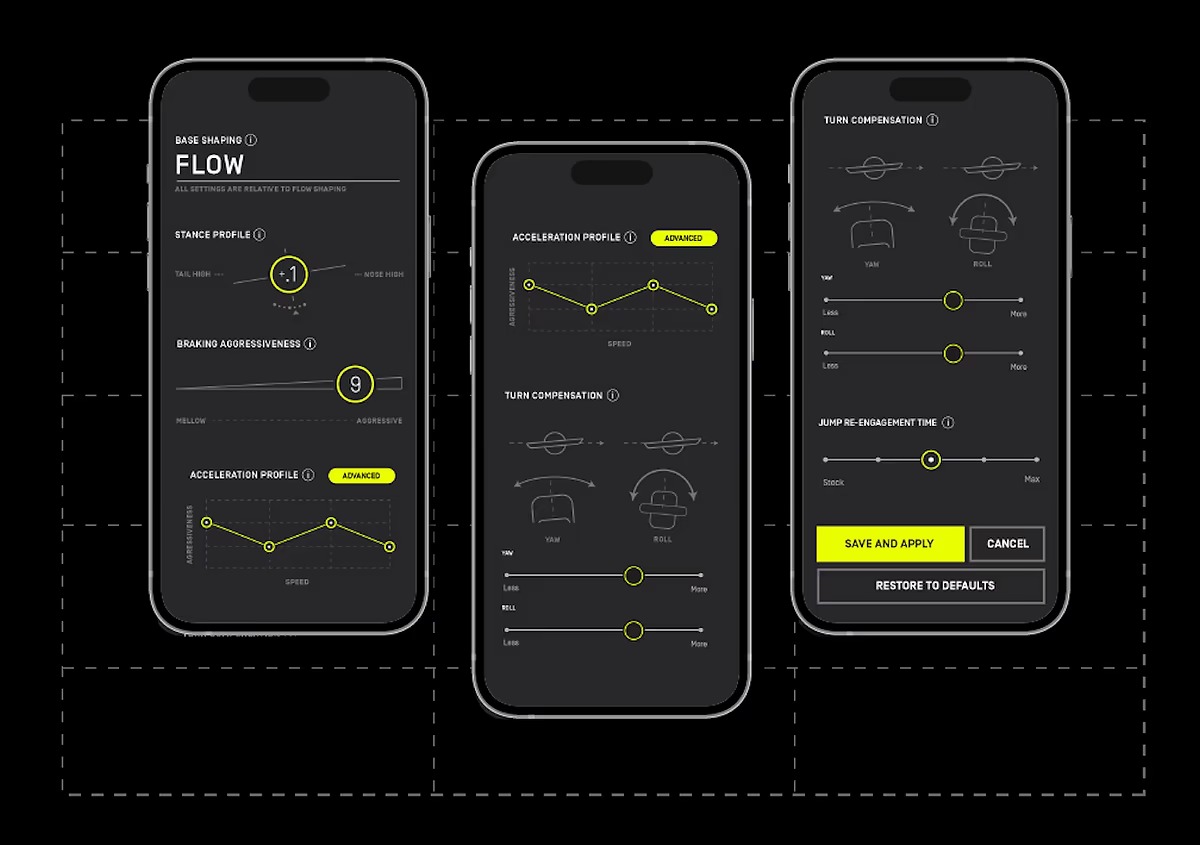 BASE SHAPING
FLOW
ALL SETTINGS ARE RELATIVE TO FLOW SHAPING
STANCE PROFILE
TAIL HIGH
+.1
NOSE HIGH
BRAKING AGGRESSIVENESS
9
MELLOW
AGGRESSIVE
ACCELERATION PROFILE
ADVANCED
AGRESSIVENESS
SPEED
ACCELERATION PROFILE
ADVANCED
AGRESSIVENESS
SPEED
TURN COMPENSATION
YAW
ROLL
YAW
Less
More
ROLL
Less
More
TURN COMPENSATION
YAW
ROLL
YAW
Less
More
ROLL
Less
More
JUMP RE-ENGAGEMENT TIME
Stock
Max
SAVE AND APPLY
CANCEL
RESTORE TO DEFAULTS